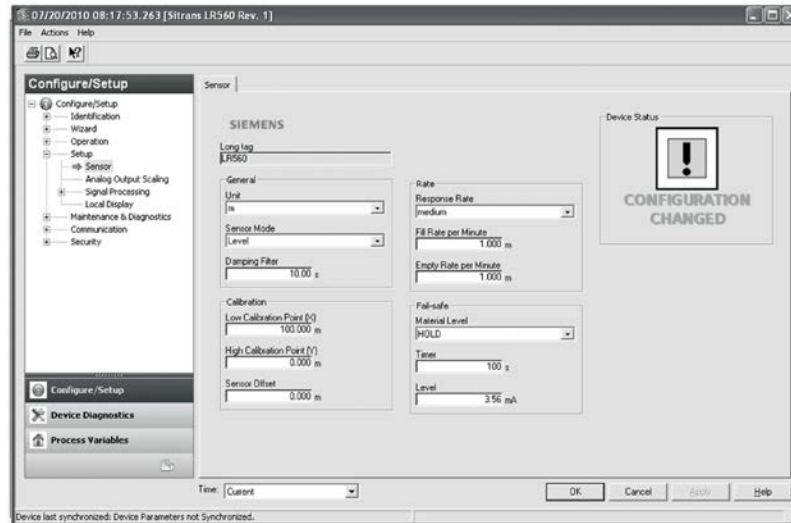 07/20/2010 08:17:53.263 [Sitrans LR560 Rev. 1]
File Actions Help
Configure/Setup
Configure/Setup
Identification
Wizard
Operation
Setup
Sensor
Analog Output Scaling
Signal Processing
Local Display
Maintenance & Diagnostics
Communication
Security
Configure/Setup
Device Diagnostics
Process Variables
Sensor
SIEMENS
Long tag
LR560
General
Unit
m
Sensor Mode
Level
Damping Filter
10.00 s
Calibration
Low Calibration Point (X)
100.000 m
High Calibration Point (Y)
0.000 m
Sensor Offset
0.000 m
Rate
Response Rate
medium
Fill Rate per Minute
1.000 m
Empty Rate per Minute
1.000 m
Fail-safe
Material Level
HOLD
Timer
100 s
Level
3.56 mA
Device Status
CONFIGURATION
CHANGED
Time: Current
OK Cancel Apply Help
Device last synchronized: Device Parameters not Synchronized.